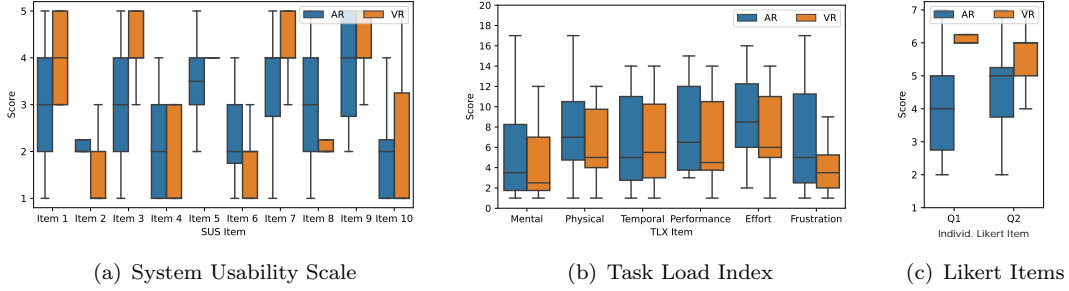 AR VR
Score
5
4
3
2
1
Item 1 Item 2 Item 3 Item 4 Item 5 Item 6 Item 7 Item 8 Item 9 Item 10
SUS Item
(a) System Usability Scale
AR VR
Score
20
18
16
14
12
10
8
6
4
2
0
Mental Physical Temporal Performance Effort Frustration
TLX Item
(b) Task Load Index
AR VR
Score
7
6
5
4
3
2
1
Q1 Q2
Individ. Likert Item
(c) Likert Items